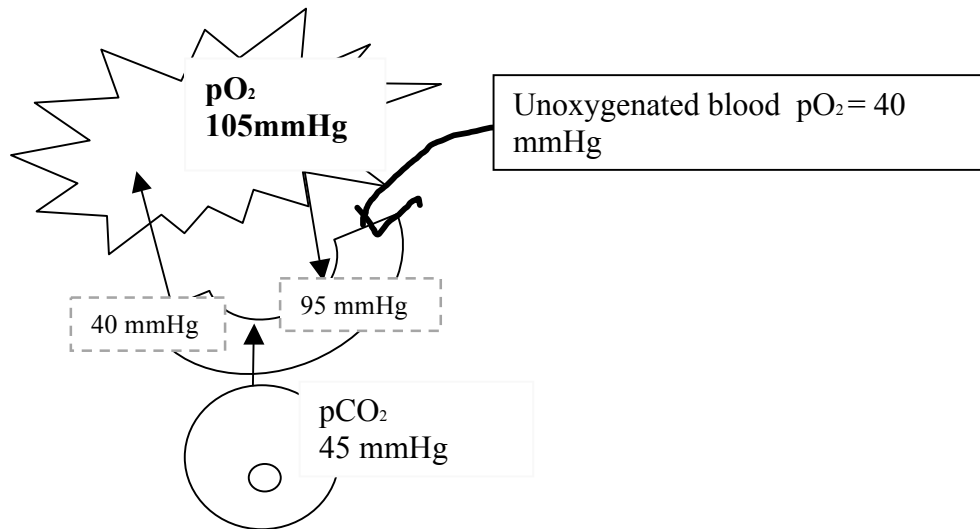 pO₂
105mmHg
Unoxygenated blood pO₂ = 40
mmHg
95 mmHg
40 mmHg
pCO₂
45 mmHg